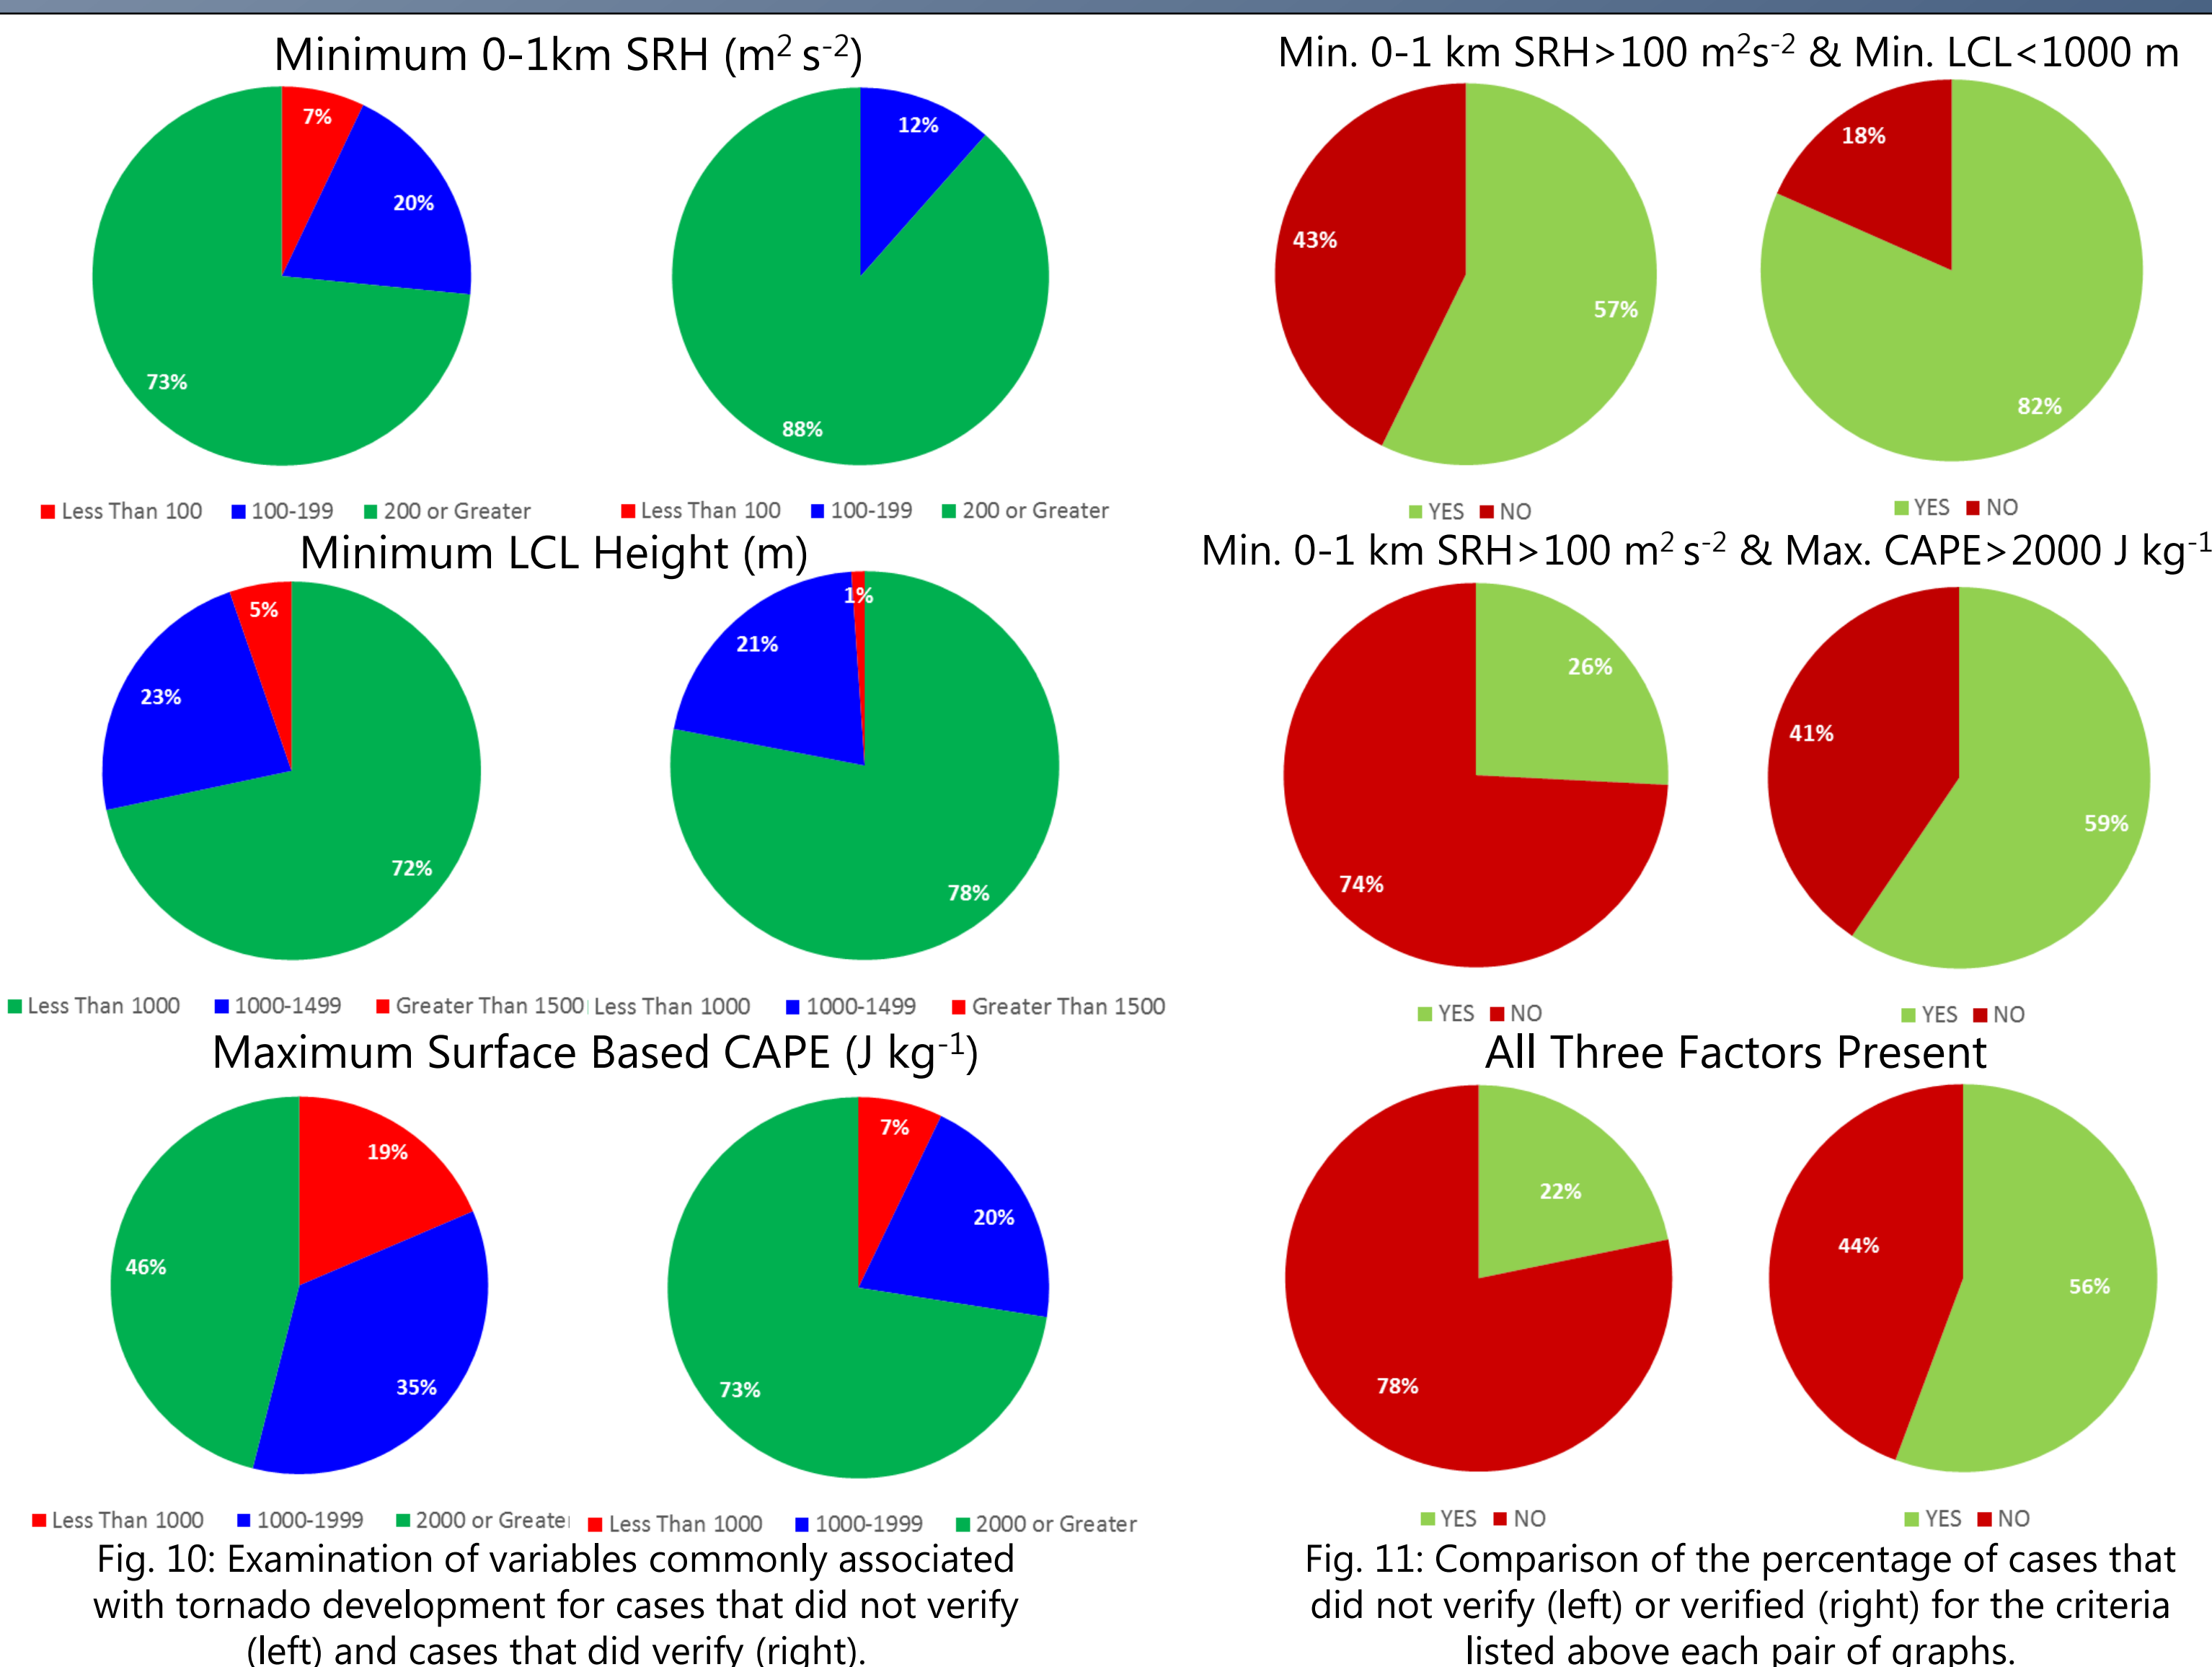 Minimum 0-1km SRH (m² s⁻²)
7%
20%
73%
12%
88%
Less Than 100 100-199 200 or Greater
Less Than 100 100-199 200 or Greater
Minimum LCL Height (m)
5%
23%
72%
1%
21%
78%
Less Than 1000 1000-1499 Greater Than 1500
Less Than 1000 1000-1499 Greater Than 1500
Maximum Surface Based CAPE (J kg⁻¹)
19%
46%
35%
7%
20%
73%
Less Than 1000 1000-1999 2000 or Greate
Less Than 1000 1000-1999 2000 or Greater
Fig. 10: Examination of variables commonly associated
with tornado development for cases that did not verify
(left) and cases that did verify (right).
Min. 0-1 km SRH>100 m²s⁻² & Min. LCL<1000 m
43%
57%
18%
82%
YES NO
YES NO
Min. 0-1 km SRH>100 m² s⁻² & Max. CAPE>2000 J kg⁻¹
26%
74%
41%
59%
YES NO
YES NO
All Three Factors Present
22%
78%
44%
56%
YES NO
YES NO
Fig. 11: Comparison of the percentage of cases that
did not verify (left) or verified (right) for the criteria
listed above each pair of graphs.